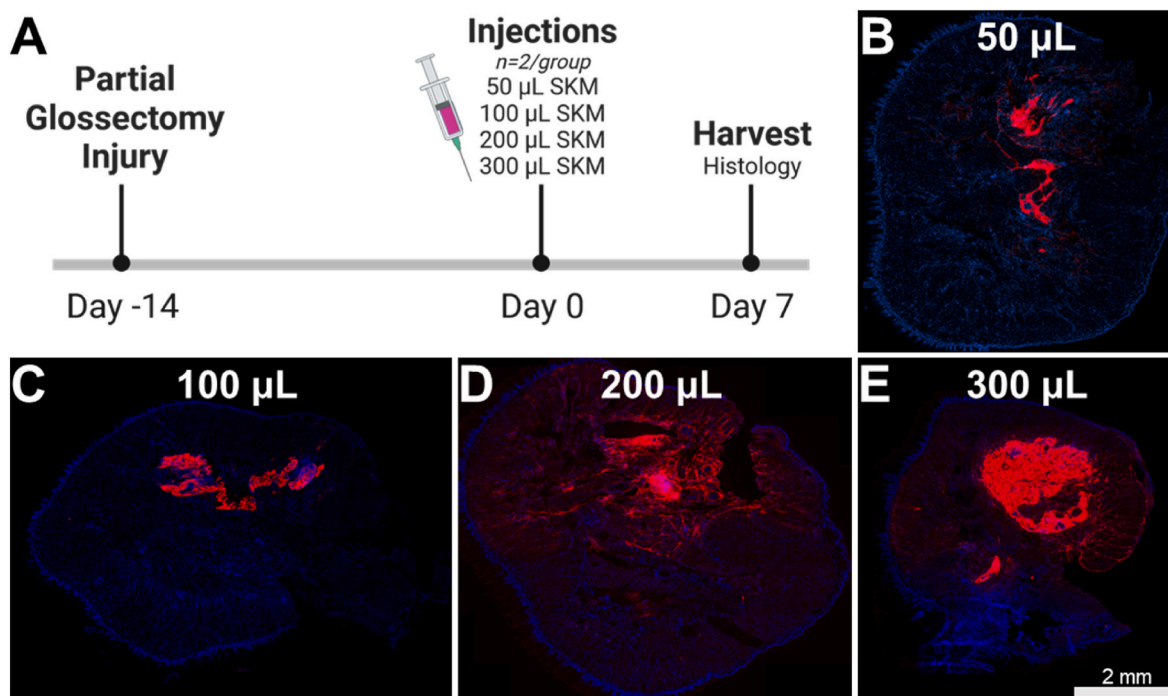 A
Partial
Glossectomy
Injury
Injections
n=2/group
50 µL SKM
100 µL SKM
200 µL SKM
300 µL SKM
Harvest
Histology
Day -14
Day 0
Day 7
B
50 µL
C
100 µL
D
200 µL
E
300 µL
2 mm